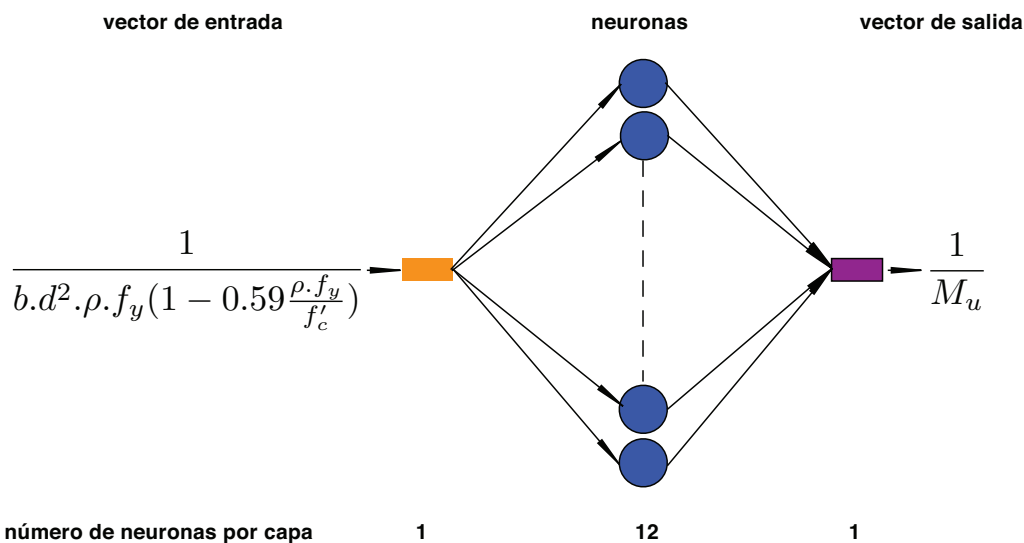 vector de entrada neuronas vector de salida
1
b.d².ρ.f_y(1 − 0.59 ρ.f_y/f'_c)
1
M_u
número de neuronas por capa 1 12 1